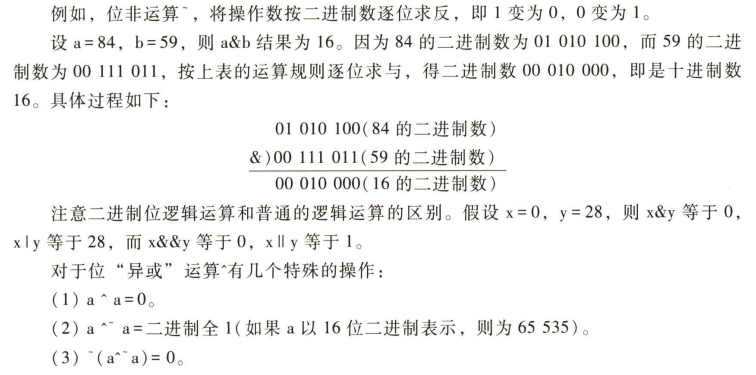 例如，位非运算~，将操作数按二进制数逐位求反，即 1 变为 0，0 变为 1。
设 a=84，b=59，则 a&b 结果为 16。因为 84 的二进制数为 01 010 100，而 59 的二进
制数为 00 111 011，按上表的运算规则逐位求与，得二进制数 00 010 000，即是十进制数
16。具体过程如下：
01 010 100(84 的二进制数)
&)00 111 011(59 的二进制数)
00 010 000(16 的二进制数)
注意二进制位逻辑运算和普通的逻辑运算的区别。假设 x=0，y=28，则 x&y 等于 0，
x|y 等于 28，而 x&&y 等于 0，x||y 等于 1。
对于位“异或”运算^有几个特殊的操作：
(1) a ^ a=0。
(2) a ^~ a=二进制全 1(如果 a 以 16 位二进制表示，则为 65 535)。
(3) ~(a^~a)=0。